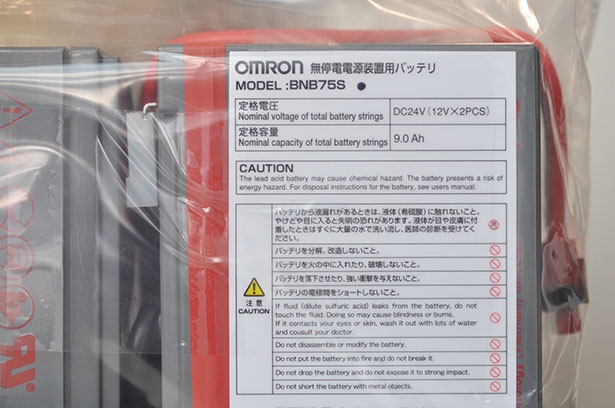 OMRON 無停電電源装置用バッテリ
MODEL :BNB75S ●
定格電圧
Nominal voltage of total battery strings
DC24V (12V×2PCS)
定格容量
Nominal capacity of total battery strings
9.0 Ah
CAUTION
The lead acid battery may cause chemical hazard. The battery presents a risk of
energy hazard. For disposal instructions for the battery, see users manual.
バッテリから液漏れがあるときは、液体(希硫酸)に触れないこと。
やけどや目に入ると失明の恐れがあります。液体が目や皮膚に付
着したときはすぐに大量の水で洗い流し、医師の診断を受けてく
ださい。
バッテリを分解、改造しないこと。
バッテリを火の中に入れたり、破壊しないこと。
バッテリを落下させたり、強い衝撃を与えないこと。
バッテリの電極間をショートしないこと。
注意
CAUTION
If fluid (dilute sulfuric acid) leaks from the battery, do not
touch the fluid. Doing so may cause blindness or burns.
If it contacts your eyes or skin, wash it out with lots of water
and cousult your doctor.
Do not disassemble or modify the battery.
Do not put the battery into fire and do not break it.
Do not drop the battery and do not expose it to strong impact.
Do not short the battery with metal objects.
(Vietnam)